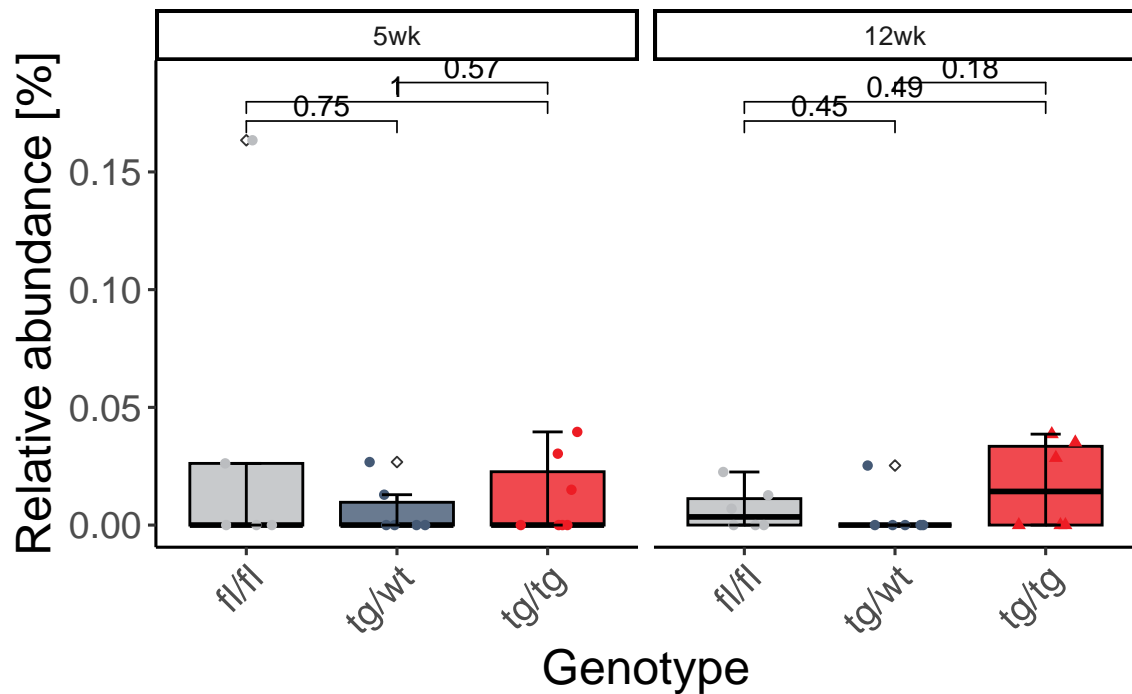 5wk
12wk
0.57
1
0.75
0.18
0.49
0.45
Relative abundance [%]
0.15
0.10
0.05
0.00
fl/fl
tg/wt
tg/tg
fl/fl
tg/wt
tg/tg
Genotype